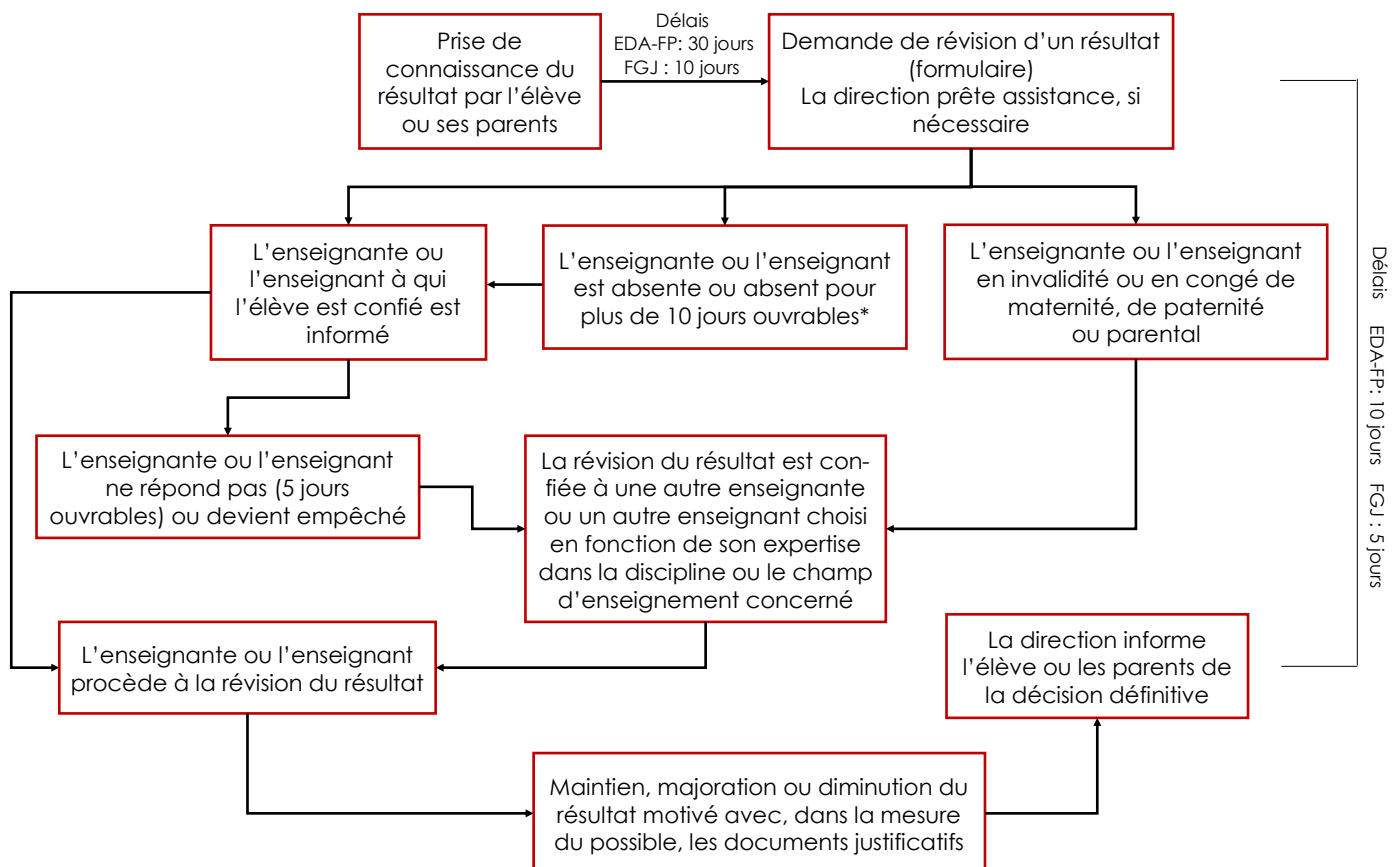 Prise de
connaissance du
résultat par l’élève
ou ses parents
Délais
EDA-FP: 30 jours
FGJ : 10 jours
Demande de révision d’un résultat
(formulaire)
La direction prête assistance, si
nécessaire
L’enseignante ou
l’enseignant à qui
l’élève est confié est
informé
L’enseignante ou l’enseignant
est absente ou absent pour
plus de 10 jours ouvrables*
L’enseignante ou l’enseignant
en invalidité ou en congé de
maternité, de paternité
ou parental
Délais EDA-FP: 10 jours FGJ : 5 jours
L’enseignante ou l’enseignant
ne répond pas (5 jours
ouvrables) ou devient empêché
La révision du résultat est con-
fiée à une autre enseignante
ou un autre enseignant choisi
en fonction de son expertise
dans la discipline ou le champ
d’enseignement concerné
L’enseignante ou l’enseignant
procède à la révision du résultat
La direction informe
l’élève ou les parents de
la décision définitive
Maintien, majoration ou diminution du
résultat motivé avec, dans la mesure
du possible, les documents justificatifs